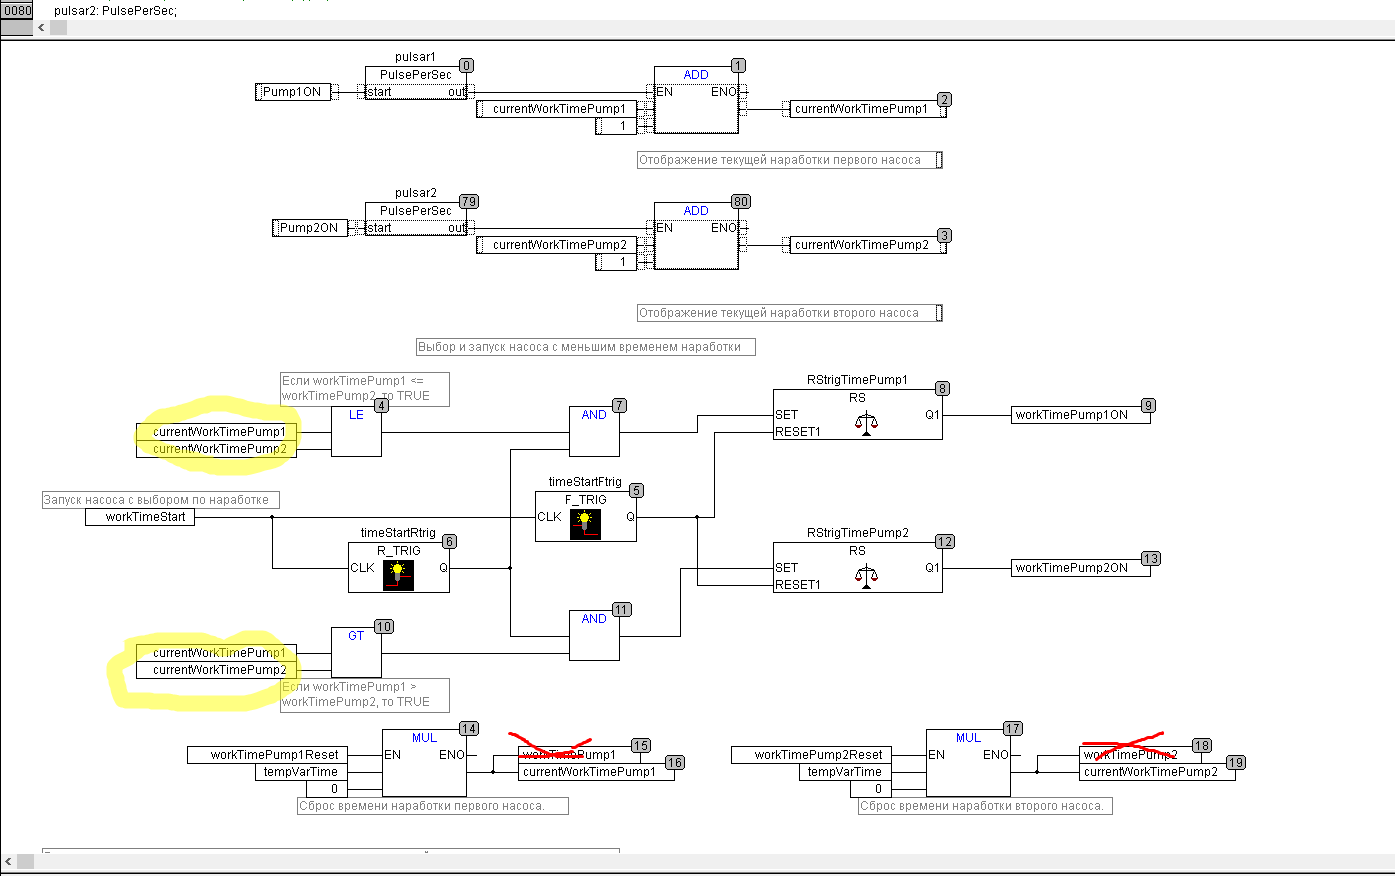 0080 pulsar2: PulsePerSec;
pulsar1
0
PulsePerSec
start out
Pump1ON
1
ADD
EN ENO
currentWorkTimePump1
1
2
currentWorkTimePump1
Отображение текущей наработки первого насоса
pulsar2
79
PulsePerSec
start out
Pump2ON
80
ADD
EN ENO
currentWorkTimePump2
1
3
currentWorkTimePump2
Отображение текущей наработки второго насоса
Выбор и запуск насоса с меньшим временем наработки
Если workTimePump1 <=
workTimePump2, то TRUE
4
LE
currentWorkTimePump1
currentWorkTimePump2
7
AND
RStrigTimePump1
8
RS
SET Q1
RESET1
9
workTimePump1ON
Запуск насоса с выбором по наработке
workTimeStart
timeStartFtrig
5
F_TRIG
CLK Q
timeStartRtrig
6
R_TRIG
CLK Q
RStrigTimePump2
12
RS
SET Q1
RESET1
13
workTimePump2ON
11
AND
10
GT
currentWorkTimePump1
currentWorkTimePump2
Если workTimePump1 >
workTimePump2, то TRUE
14
MUL
EN ENO
workTimePump1Reset
tempVarTime
0
15
workTimePump1
16
currentWorkTimePump1
Сброс времени наработки первого насоса.
17
MUL
EN ENO
workTimePump2Reset
tempVarTime
0
18
workTimePump2
19
currentWorkTimePump2
Сброс времени наработки второго насоса.